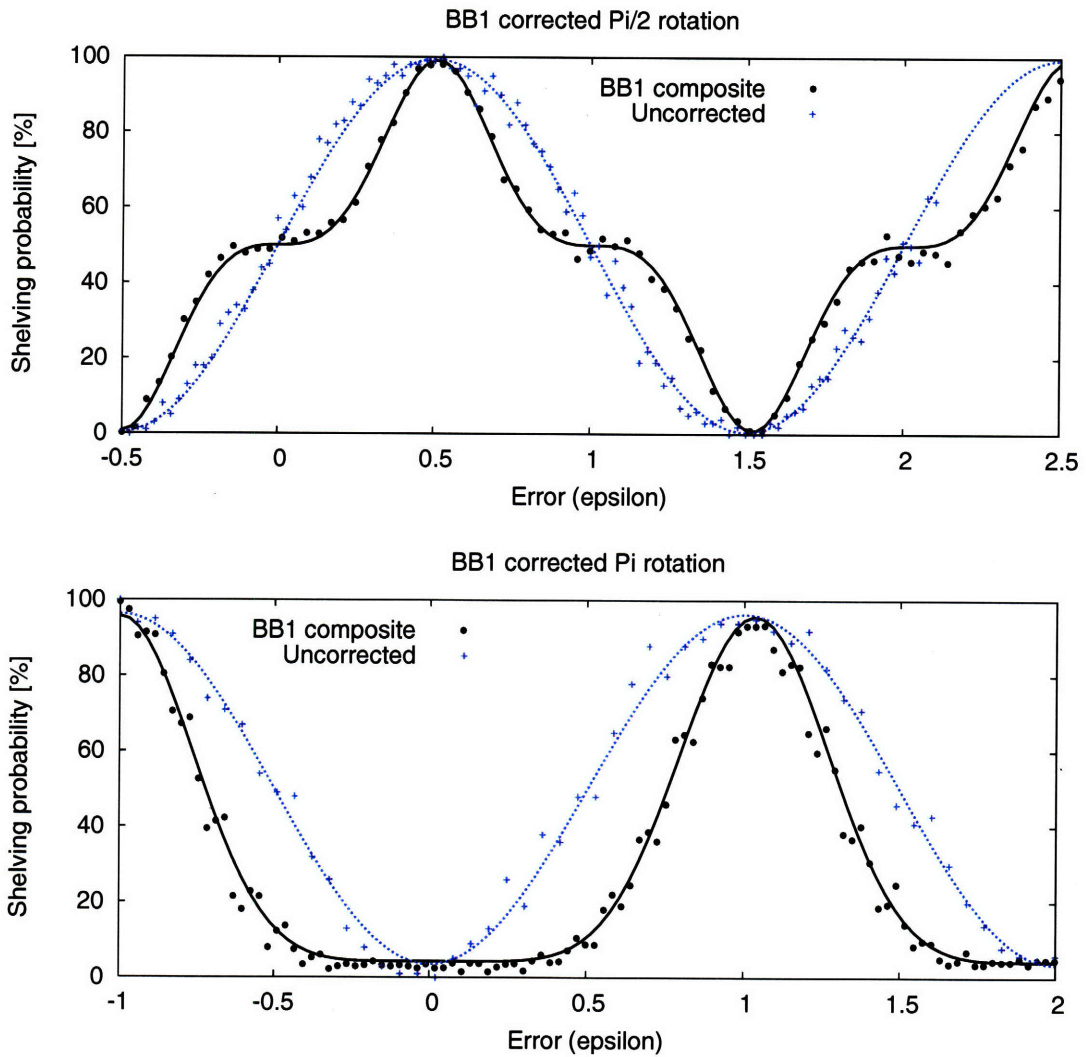 BB1 corrected Pi/2 rotation
100
80
60
40
20
0
Shelving probability [%]
BB1 composite
Uncorrected
-0.5
0
0.5
1
1.5
2
2.5
Error (epsilon)
BB1 corrected Pi rotation
100
80
60
40
20
0
Shelving probability [%]
BB1 composite
Uncorrected
-1
-0.5
0
0.5
1
1.5
2
Error (epsilon)